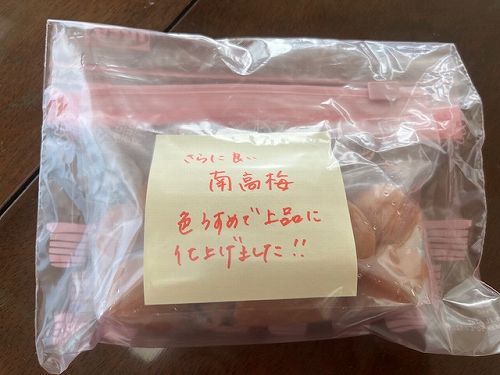 さらに良い
南高梅
色うすめで上品に
仕上げました!!